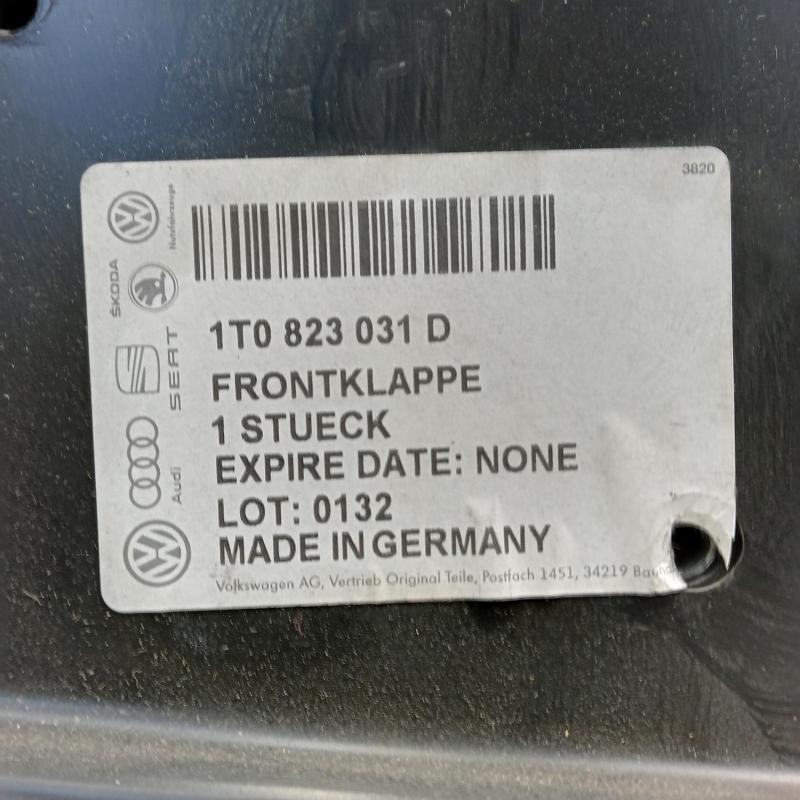 3820
Nutzfahrzeuge
ŠKODA
SEAT
Audi
1T0 823 031 D
FRONTKLAPPE
1 STUECK
EXPIRE DATE: NONE
LOT: 0132
MADE IN GERMANY
Volkswagen AG, Vertrieb Original Teile, Postfach 1451, 34219